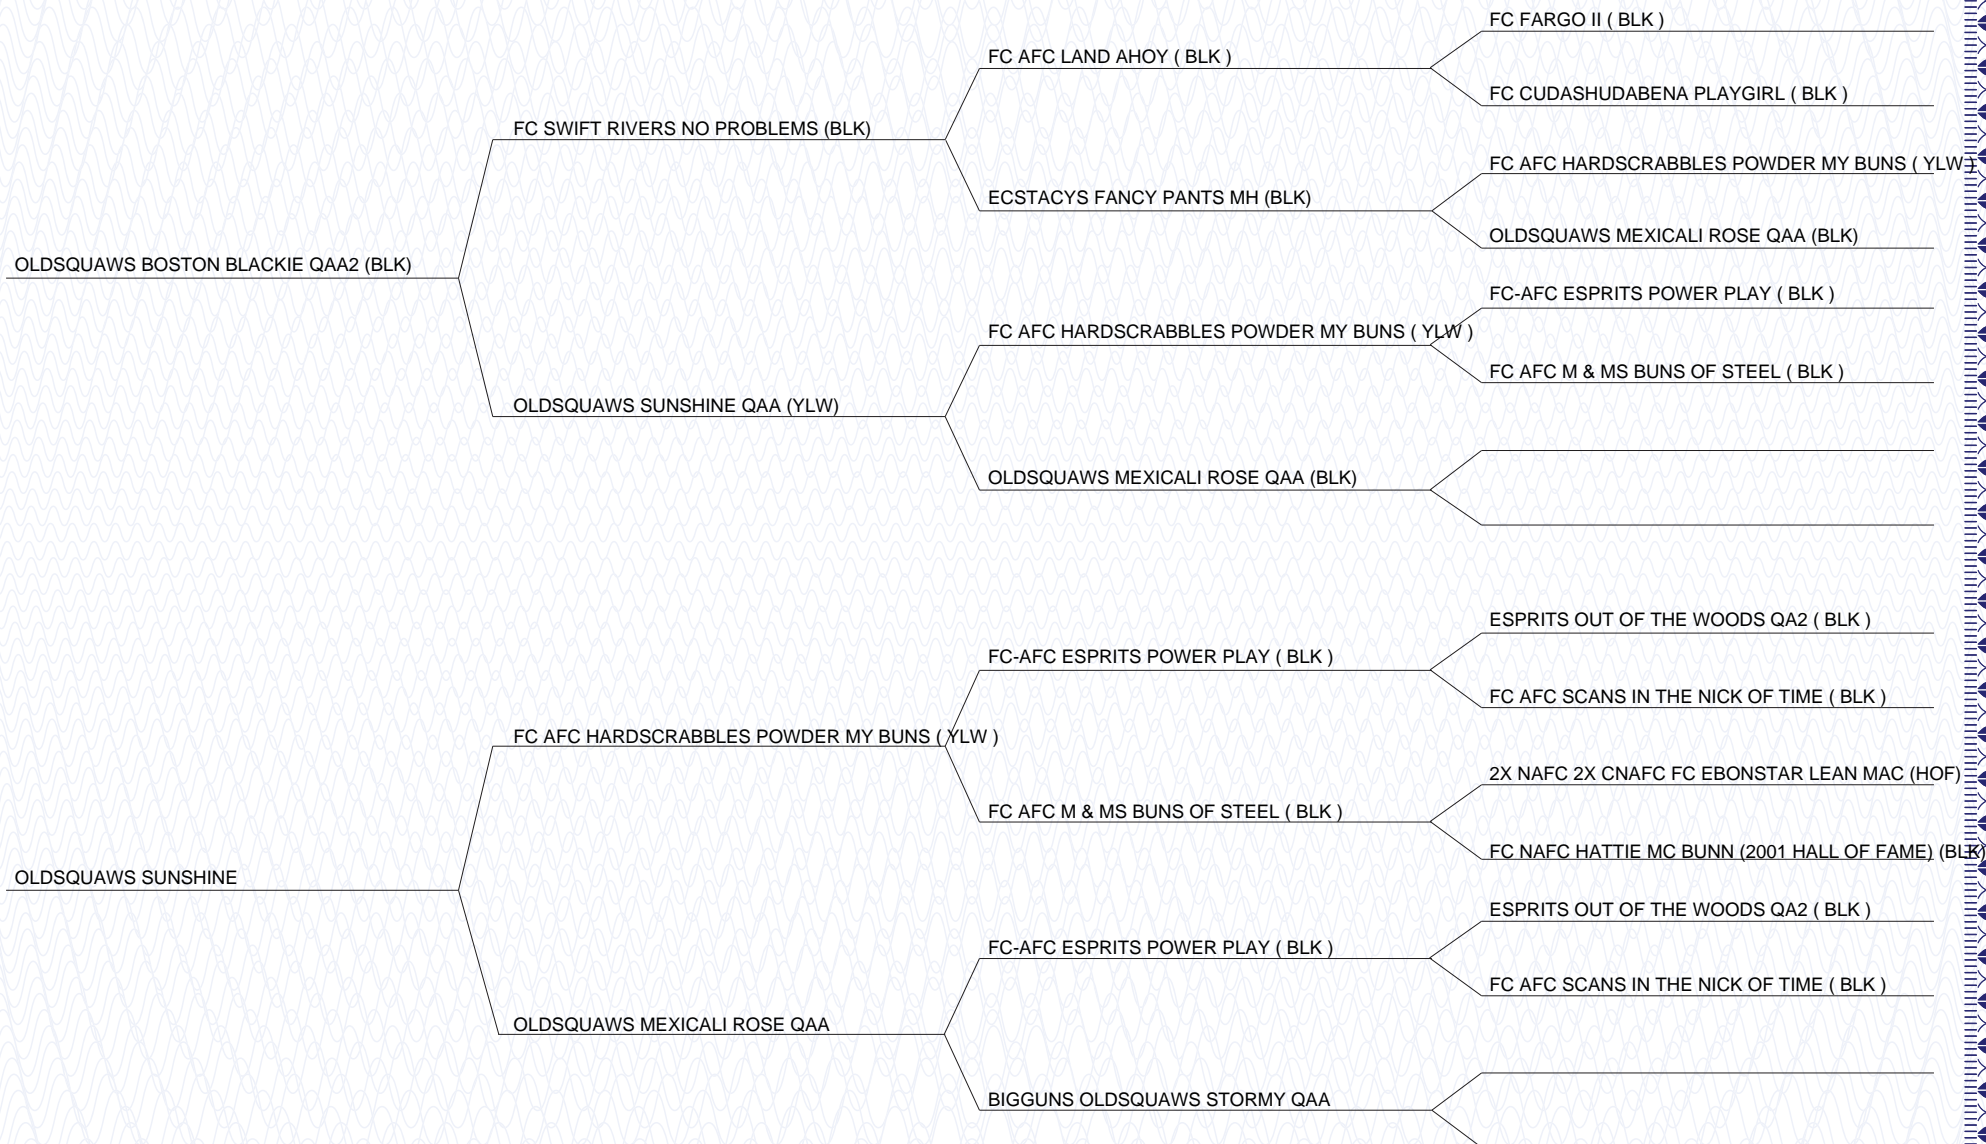 FC FARGO II ( BLK )
FC AFC LAND AHOY ( BLK )
FC CUDASHUDABENA PLAYGIRL ( BLK )
FC SWIFT RIVERS NO PROBLEMS (BLK)
FC AFC HARDSCRABBLES POWDER MY BUNS ( YLW )
ECSTACYS FANCY PANTS MH (BLK)
OLDSQUAWS MEXICALI ROSE QAA (BLK)
OLDSQUAWS BOSTON BLACKIE QAA2 (BLK)
FC-AFC ESPRITS POWER PLAY ( BLK )
FC AFC HARDSCRABBLES POWDER MY BUNS ( YLW )
FC AFC M & MS BUNS OF STEEL ( BLK )
OLDSQUAWS SUNSHINE QAA (YLW)
OLDSQUAWS MEXICALI ROSE QAA (BLK)
ESPRITS OUT OF THE WOODS QA2 ( BLK )
FC-AFC ESPRITS POWER PLAY ( BLK )
FC AFC SCANS IN THE NICK OF TIME ( BLK )
FC AFC HARDSCRABBLES POWDER MY BUNS ( YLW )
2X NAFC 2X CNAFC FC EBONSTAR LEAN MAC (HOF)
FC AFC M & MS BUNS OF STEEL ( BLK )
FC NAFC HATTIE MC BUNN (2001 HALL OF FAME) (BLK)
OLDSQUAWS SUNSHINE
ESPRITS OUT OF THE WOODS QA2 ( BLK )
FC-AFC ESPRITS POWER PLAY ( BLK )
FC AFC SCANS IN THE NICK OF TIME ( BLK )
OLDSQUAWS MEXICALI ROSE QAA
BIGGUNS OLDSQUAWS STORMY QAA